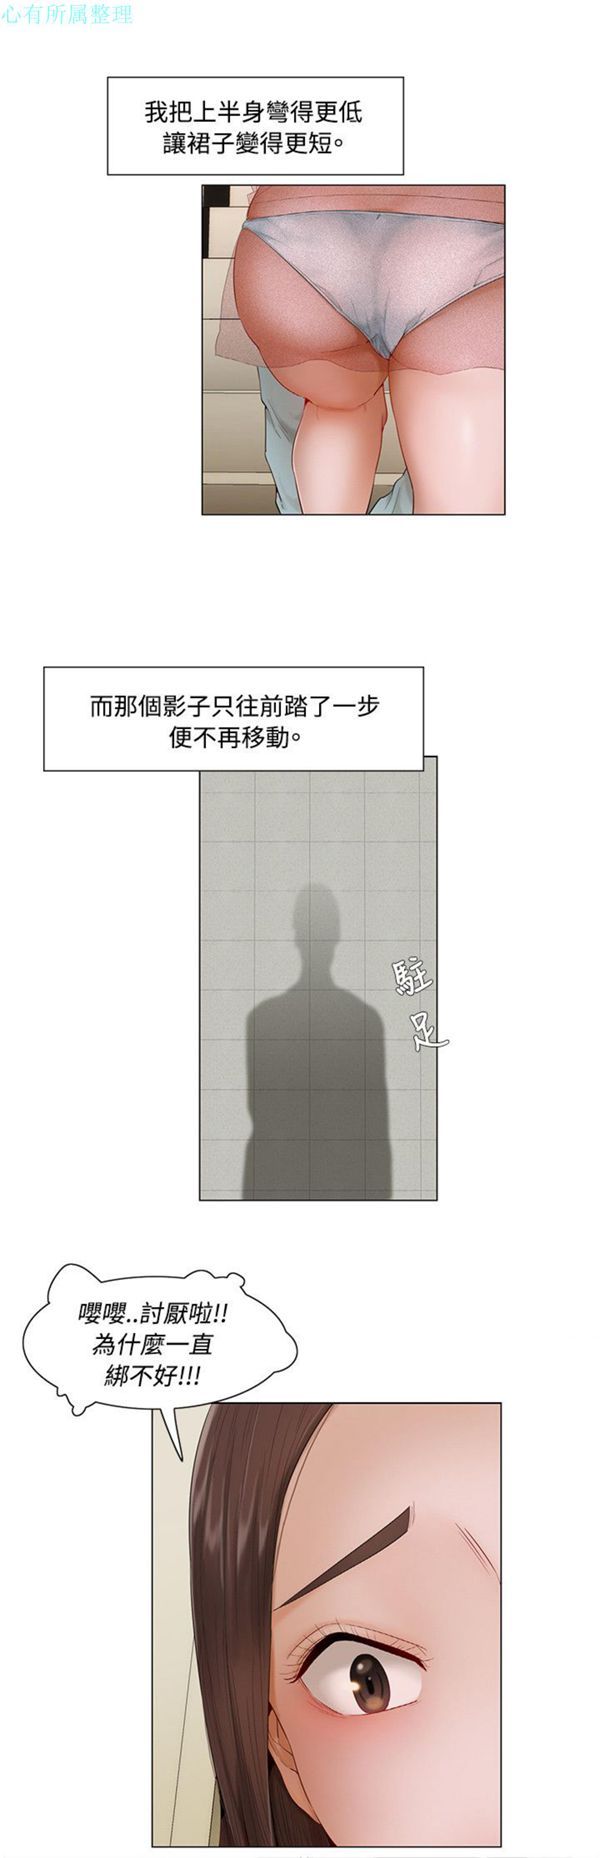 心有所属整理
我把上半身彎得更低
讓裙子變得更短。
而那個影子只往前踏了一步
便不再移動。
駐
足
嚶嚶..討厭啦!!
為什麼一直
綁不好!!!